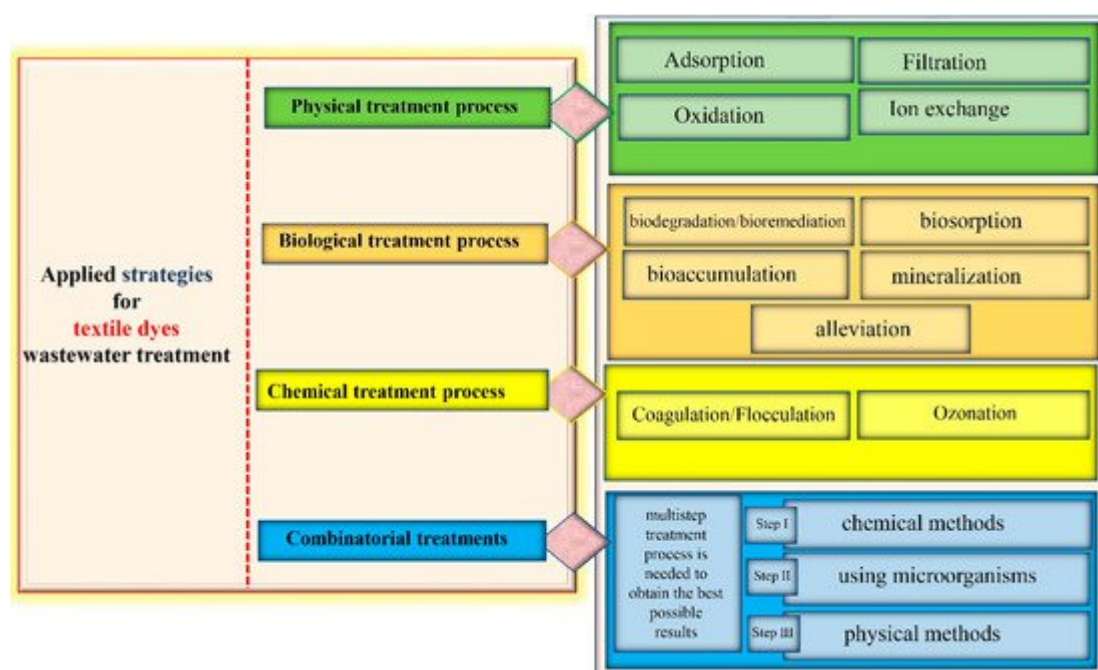 Applied strategies
for
textile dyes
wastewater treatment
Physical treatment process
Adsorption
Filtration
Oxidation
Ion exchange
Biological treatment process
biodegradation/bioremediation
biosorption
bioaccumulation
mineralization
alleviation
Chemical treatment process
Coagulation/Flocculation
Ozonation
Combinatorial treatments
multistep
treatment
process is
needed to
obtain the best
possible
results
Step I
chemical methods
Step II
using microorganisms
Step III
physical methods